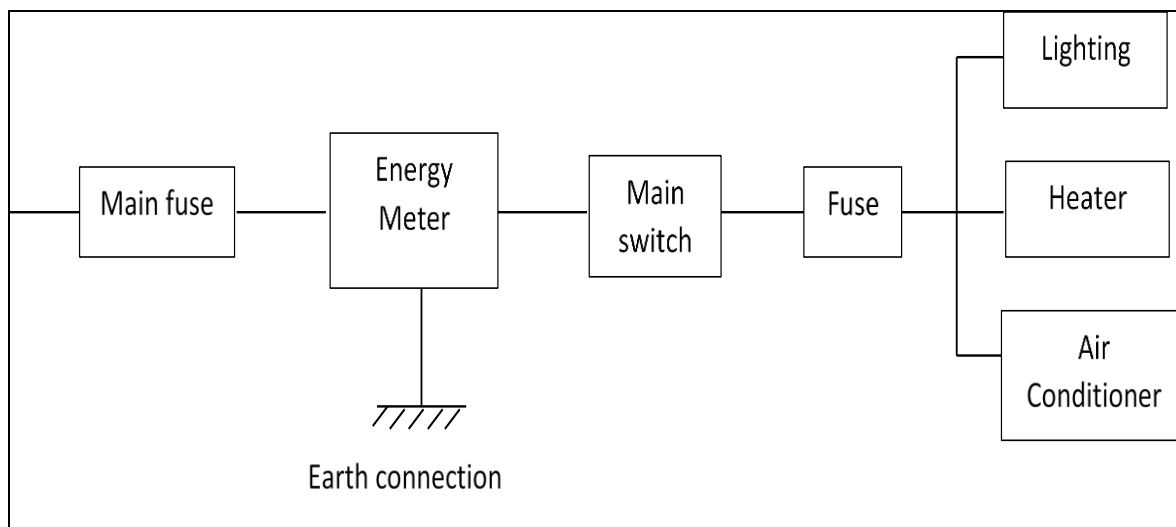 Lighting
Energy
Meter
Main fuse
Main
switch
Fuse
Heater
Air
Conditioner
Earth connection